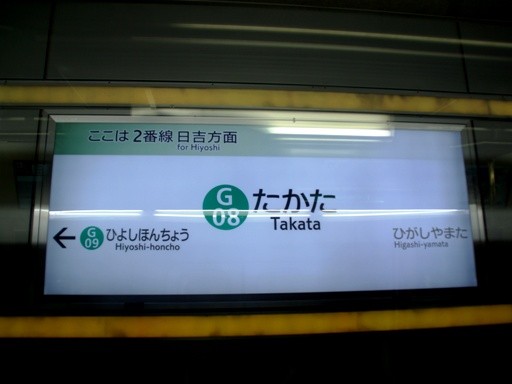 ここは 2番線 日吉方面
for Hiyoshi
G
08
たかた
Takata
G
09
ひよしほんちょう
Hiyoshi-honcho
ひがしやまた
Higashi-yamata